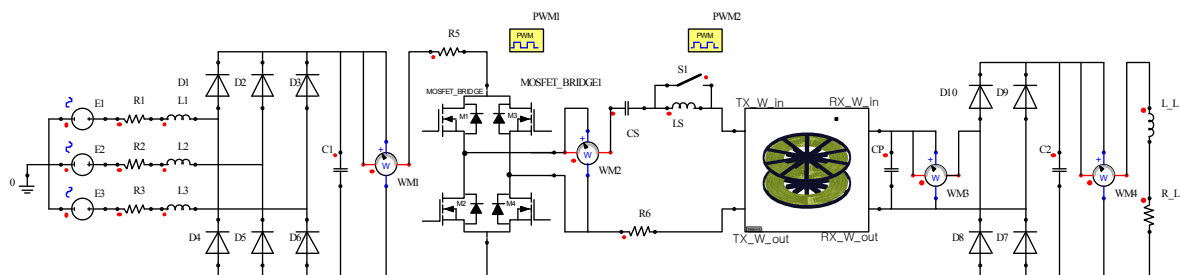 PWM1
PWM2
PWM
PWM
R5
S1
MOSFET_BRIDGE1
MOSFET_BRIDGE
D1
D2
D3
D10
D9
L_L
E1
R1
L1
M1
M3
CS
LS
TX_W_in
RX_W_in
E2
R2
L2
C1
W
WM1
W
WM2
CP
W
WM3
C2
W
WM4
0
E3
R3
L3
M2
M4
R6
R_L
D4
D5
D6
TX_W_out
RX_W_out
D8
D7